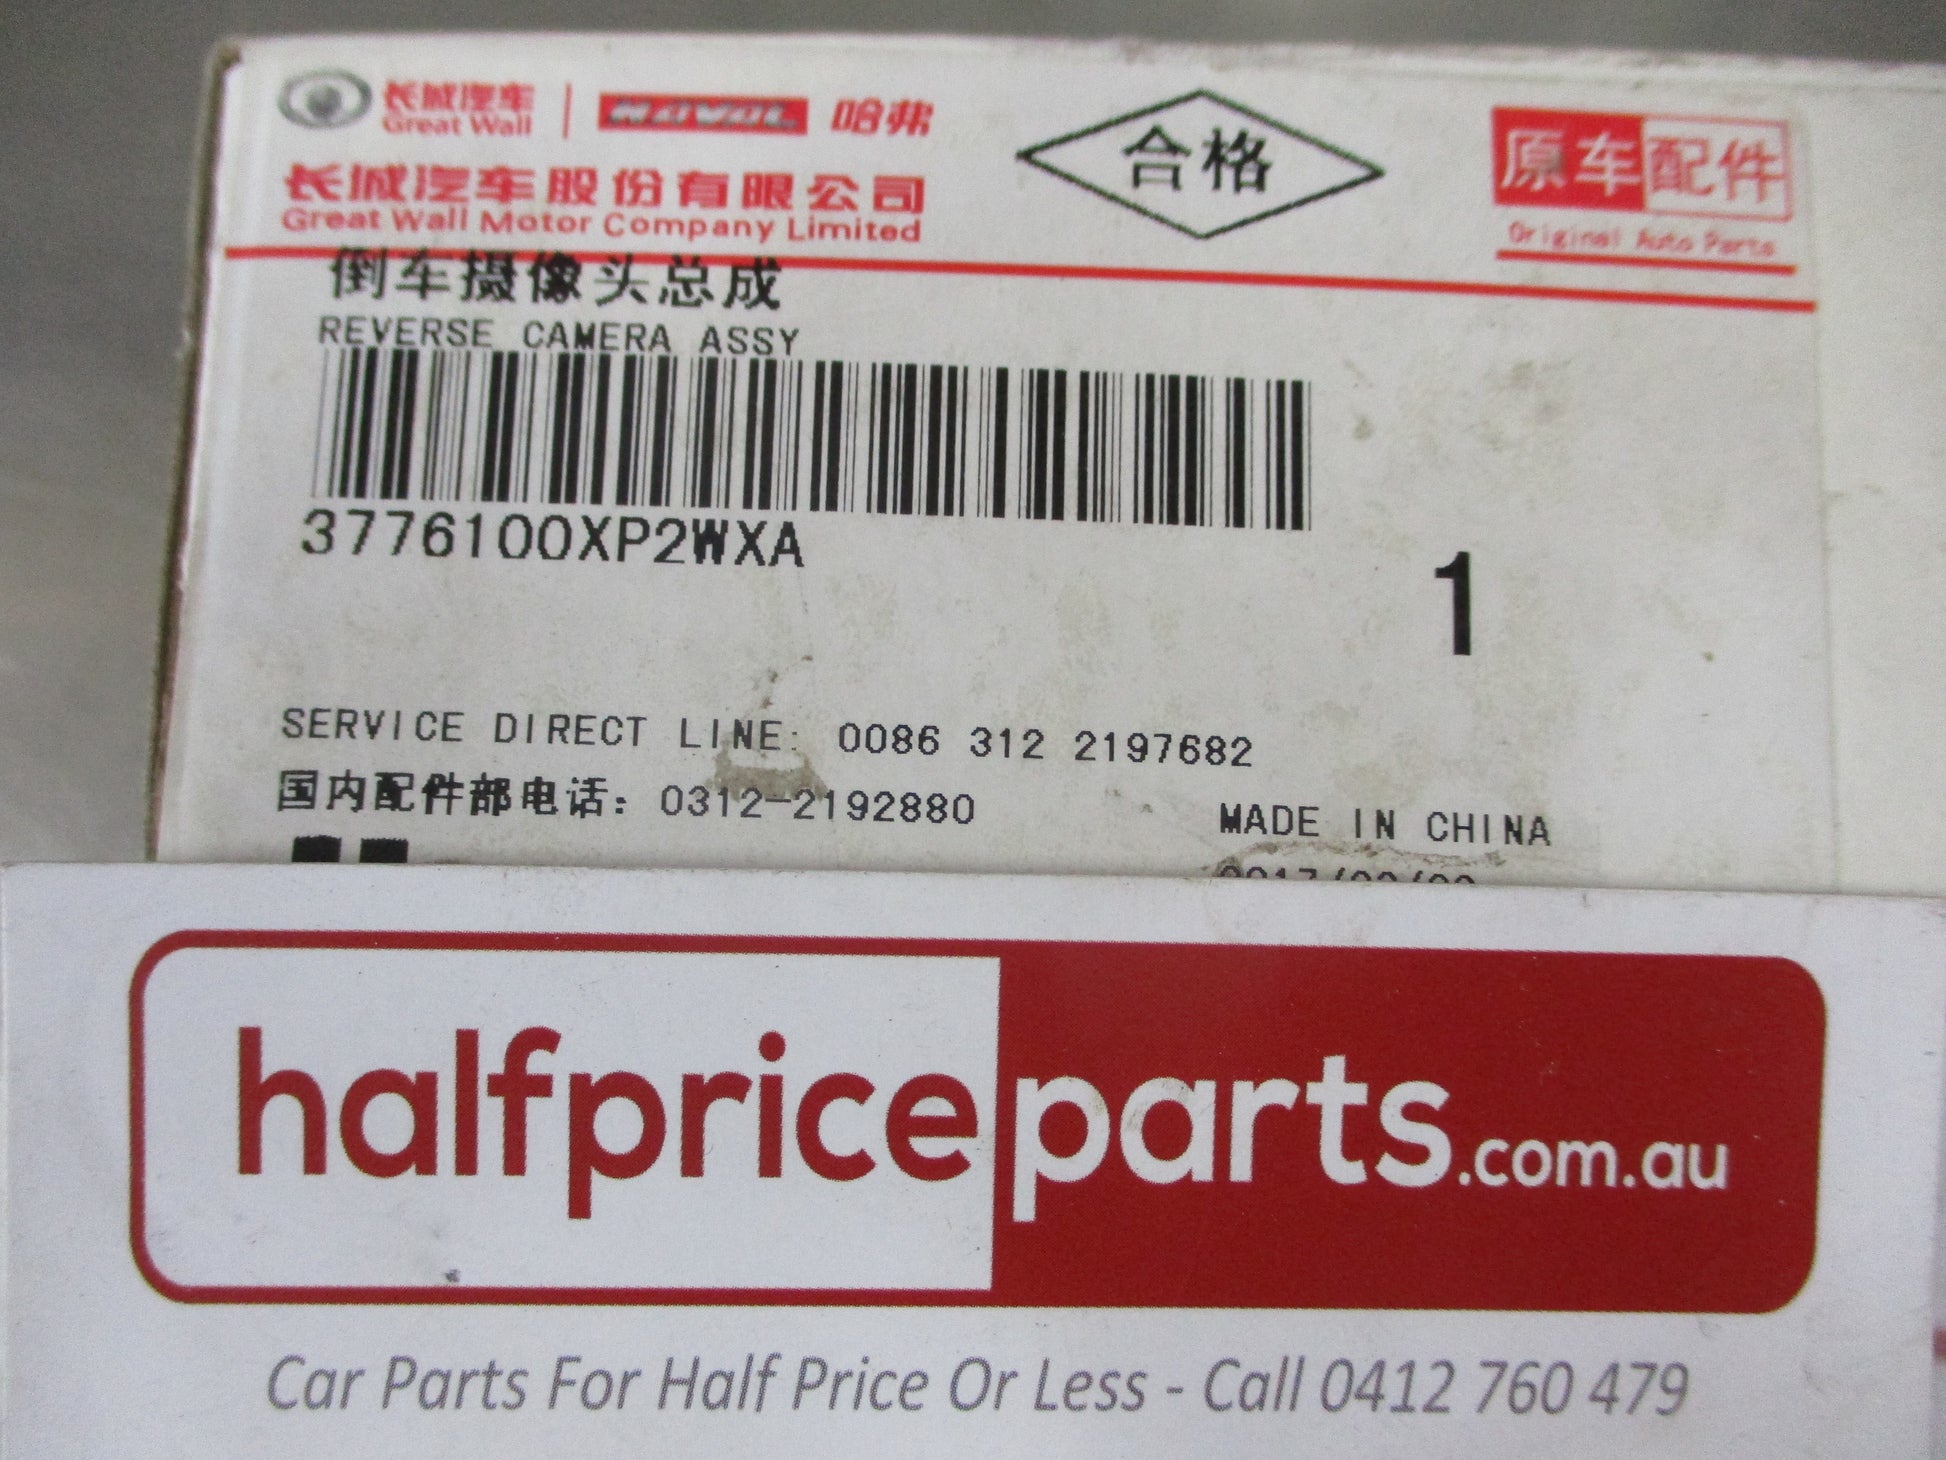 长城汽车 Great Wall | HAVAL 哈弗
长城汽车股份有限公司
Great Wall Motor Company Limited
合格
原车配件
Original Auto Parts
倒车摄像头总成
REVERSE CAMERA ASSY
3776100XP2WXA
1
SERVICE DIRECT LINE: 0086 312 2197682
国内配件部电话: 0312-2192880
MADE IN CHINA
halfpriceparts.com.au
Car Parts For Half Price Or Less - Call 0412 760 479